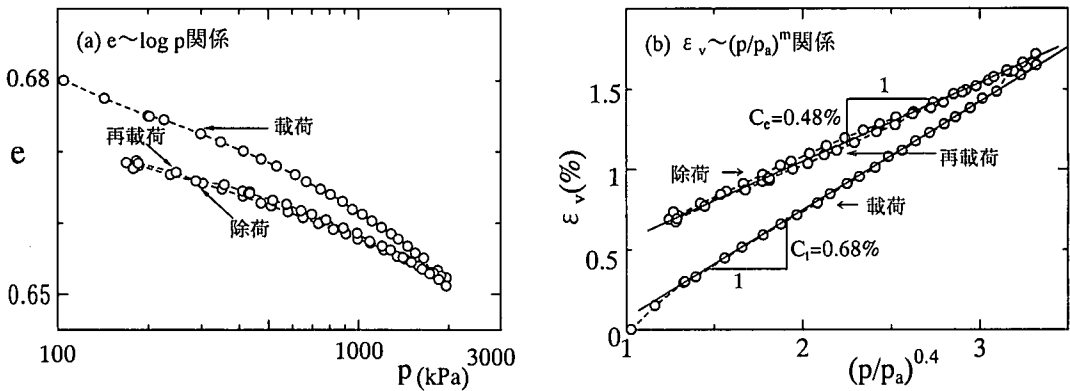 (a) e～log p関係
0.68
載荷
再載荷
e
除荷
0.65
100
1000
3000
p (kPa)
(b) εv～(p/pa)^m関係
1.5
1
Ce=0.48%
再載荷
除荷
εv(%)
1
載荷
0.5
Cl=0.68%
1
0
1
2
3
(p/pa)^0.4